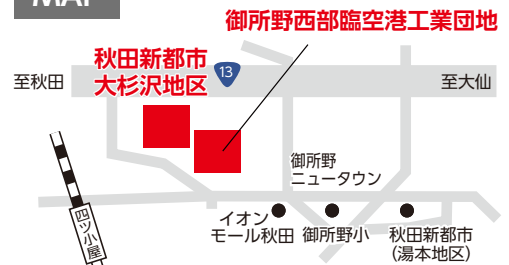 MAP
御所野西部臨空港工業団地
秋田新都市
大杉沢地区
13
至秋田
至大仙
御所野
ニュータウン
四ツ小屋
イオン
モール秋田
御所野小
秋田新都市
(湯本地区)